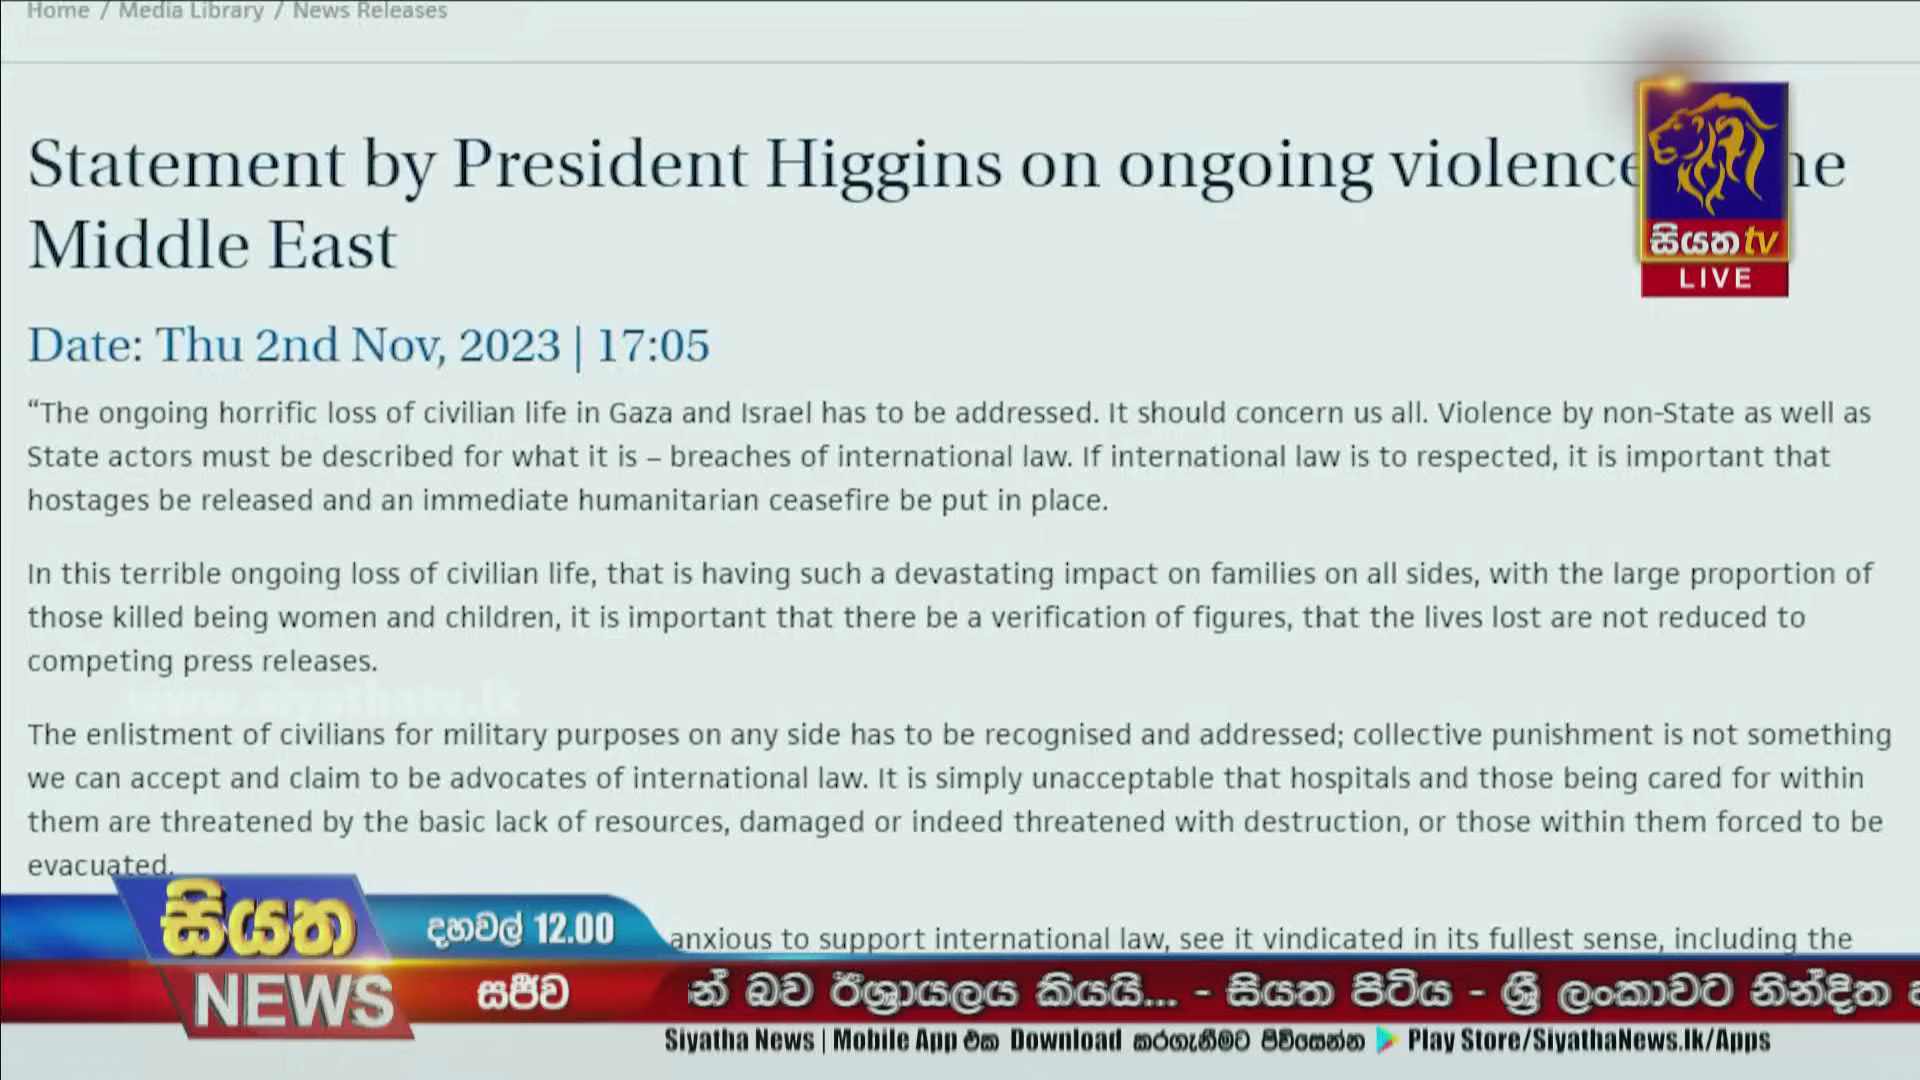 Home / Media Library / News Releases
Statement by President Higgins on ongoing violence
Middle East
Date: Thu 2nd Nov, 2023 | 17:05
“The ongoing horrific loss of civilian life in Gaza and Israel has to be addressed. It should concern us all. Violence by non-State as well as
State actors must be described for what it is – breaches of international law. If international law is to respected, it is important that
hostages be released and an immediate humanitarian ceasefire be put in place.
In this terrible ongoing loss of civilian life, that is having such a devastating impact on families on all sides, with the large proportion of
those killed being women and children, it is important that there be a verification of figures, that the lives lost are not reduced to
competing press releases.
www.siyathatv.lk
The enlistment of civilians for military purposes on any side has to be recognised and addressed; collective punishment is not something
we can accept and claim to be advocates of international law. It is simply unacceptable that hospitals and those being cared for within
them are threatened by the basic lack of resources, damaged or indeed threatened with destruction, or those within them forced to be
evacuated.
anxious to support international law, see it vindicated in its fullest sense, including the
සියත tv
LIVE
සියත
NEWS
දහවල් 12.00
සජීව
න් බව ඊශ්‍රායලය කියයි... - සියත පිටිය - ශ්‍රී ලංකාවට නින්දිත
Siyatha News | Mobile App එක Download කරගැනීමට පිවිසෙන්න Play Store/SiyathaNews.lk/Apps